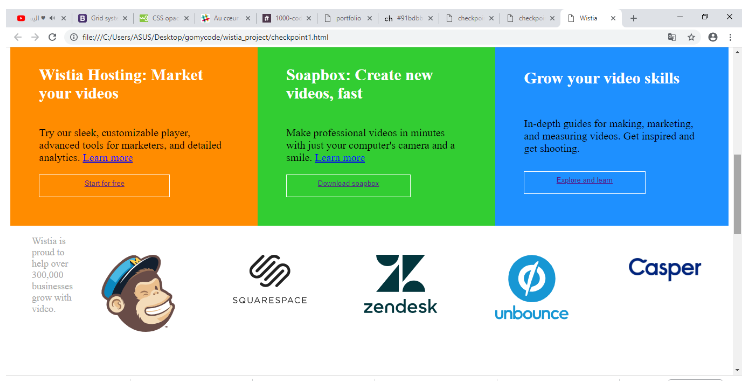 Grid syste
CSS opac
Au cœur
1000+co
portfolio
#91bdb
checkpoi
checkpoi
Wistia
file:///C:/Users/ASUS/Desktop/gomycode/wistia_project/checkpoint1.html
Wistia Hosting: Market
your videos
Try our sleek, customizable player,
advanced tools for marketers, and detailed
analytics. Learn more
Start for free
Soapbox: Create new
videos, fast
Make professional videos in minutes
with just your computer's camera and a
smile. Learn more
Download soapbox
Grow your video skills
In-depth guides for making, marketing,
and measuring videos. Get inspired and
get shooting.
Explore and learn
Wistia is
proud to
help over
300,000
businesses
grow with
video.
SQUARESPACE
zendesk
unbounce
Casper